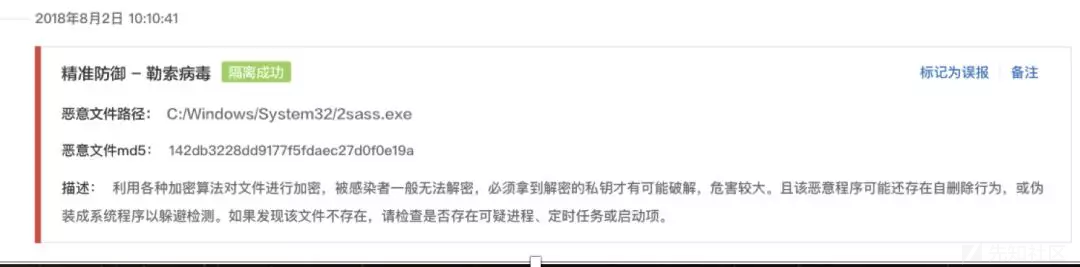 2018年8月2日 10:10:41
精准防御 – 勒索病毒 隔离成功 标记为误报 备注
恶意文件路径： C:/Windows/System32/2sass.exe
恶意文件md5： 142db3228dd9177f5fdaec27d0f0e19a
描述： 利用各种加密算法对文件进行加密，被感染者一般无法解密，必须拿到解密的私钥才有可能破解，危害较大。且该恶意程序可能还存在自删除行为，或伪
装成系统程序以躲避检测。如果发现该文件不存在，请检查是否存在可疑进程、定时任务或启动项。
先知社区